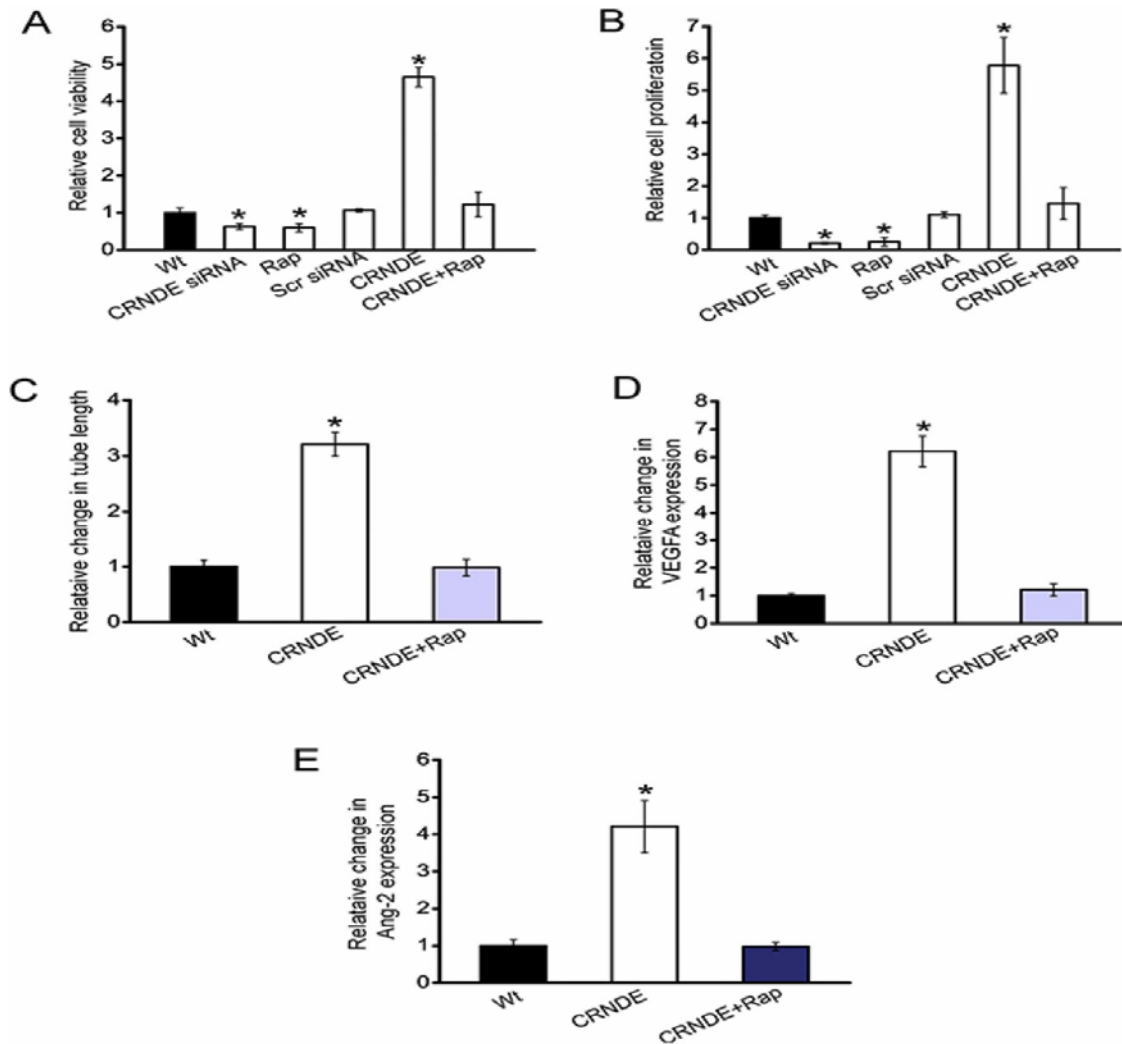 A
Relative cell viability
6
5
4
3
2
1
0
Wt
CRNDE siRNA
Rap
Scr siRNA
CRNDE
CRNDE+Rap
*
*
*
B
Relative cell proliferatoin
7
6
5
4
3
2
1
0
Wt
CRNDE siRNA
Rap
Scr siRNA
CRNDE
CRNDE+Rap
*
*
*
C
Relataive change in tube length
4
3
2
1
0
Wt
CRNDE
CRNDE+Rap
*
D
Relataive change in
VEGFA expression
8
7
6
5
4
3
2
1
0
Wt
CRNDE
CRNDE+Rap
*
E
Relataive change in
Ang-2 expression
6
5
4
3
2
1
0
Wt
CRNDE
CRNDE+Rap
*